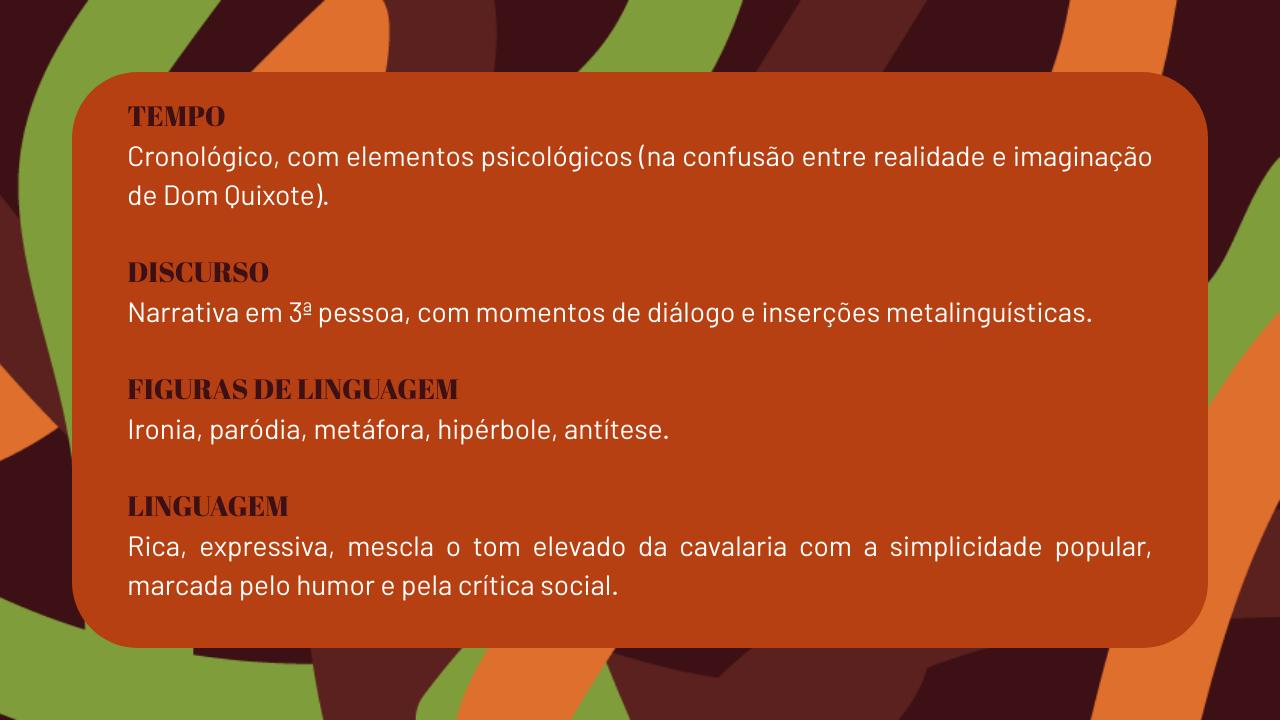 TEMPO
Cronológico, com elementos psicológicos (na confusão entre realidade e imaginação
de Dom Quixote).
DISCURSO
Narrativa em 3ª pessoa, com momentos de diálogo e inserções metalinguísticas.
FIGURAS DE LINGUAGEM
Ironia, paródia, metáfora, hipérbole, antítese.
LINGUAGEM
Rica, expressiva, mescla o tom elevado da cavalaria com a simplicidade popular,
marcada pelo humor e pela crítica social.